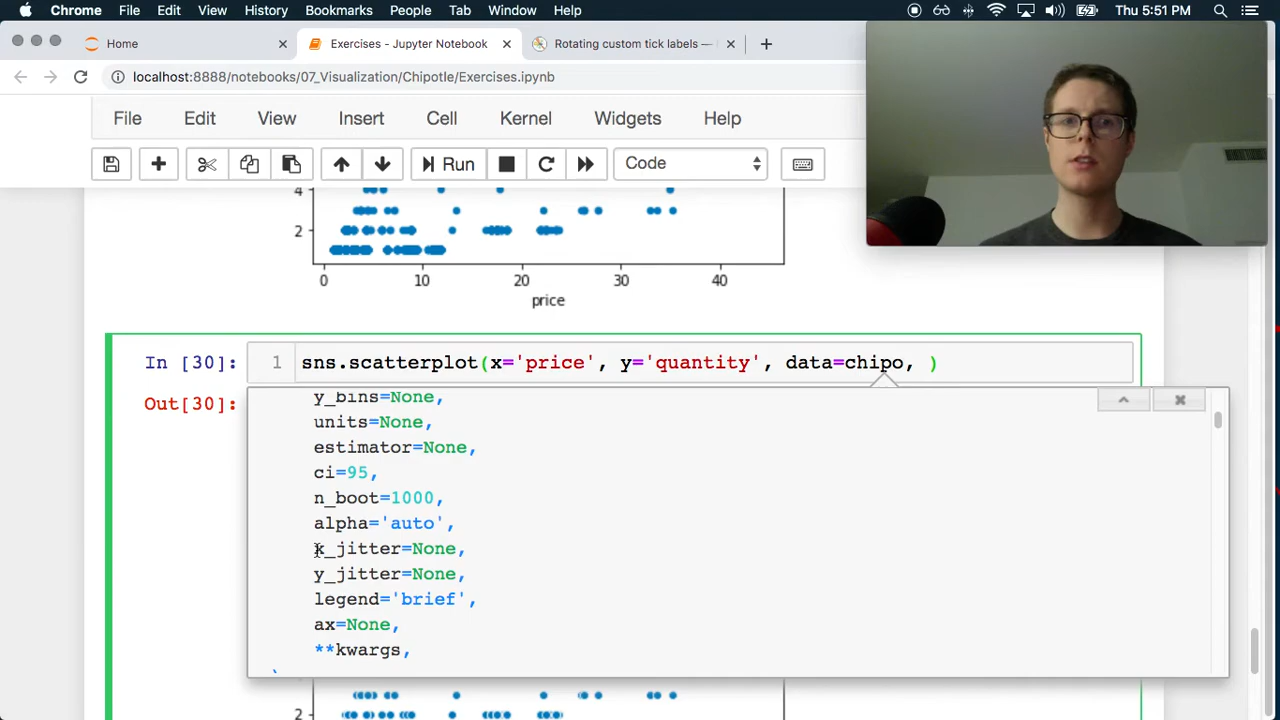 Chrome File Edit View History Bookmarks People Tab Window Help Thu 5:51 PM
Home Exercises - Jupyter Notebook Rotating custom tick labels —
localhost:8888/notebooks/07_Visualization/Chipotle/Exercises.ipynb
File Edit View Insert Cell Kernel Widgets Help
Run Code
4
2
0 10 20 30 40
price
In [30]: 1 sns.scatterplot(x='price', y='quantity', data=chipo, )
Out[30]:
y_bins=None,
units=None,
estimator=None,
ci=95,
n_boot=1000,
alpha='auto',
x_jitter=None,
y_jitter=None,
legend='brief',
ax=None,
**kwargs,
2